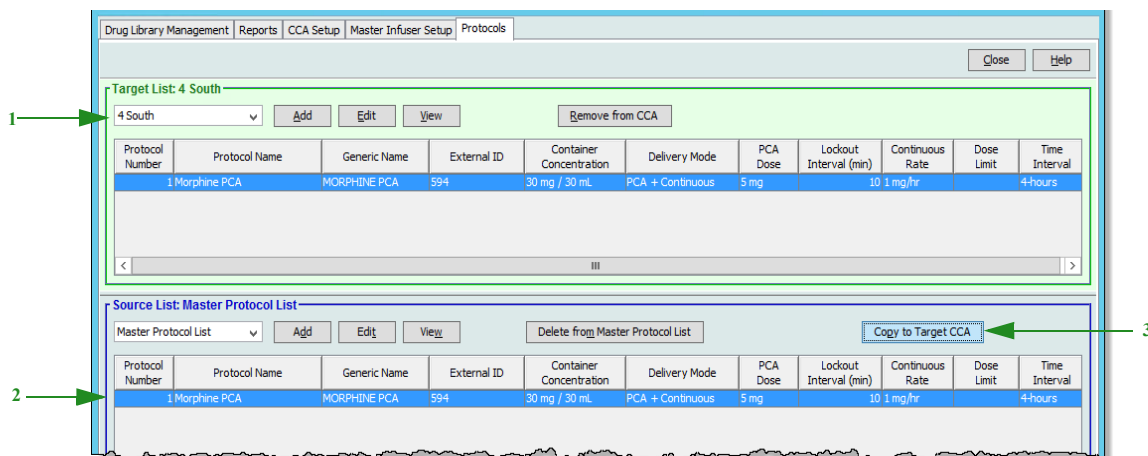 Drug Library Management Reports CCA Setup Master Infuser Setup Protocols
Close Help
Target List: 4 South
1 4 South Add Edit View Remove from CCA
Protocol Number Protocol Name Generic Name External ID Container Concentration Delivery Mode PCA Dose Lockout Interval (min) Continuous Rate Dose Limit Time Interval
1 Morphine PCA MORPHINE PCA 594 30 mg / 30 mL PCA + Continuous 5 mg 10 1 mg/hr 4-hours
Source List: Master Protocol List
Master Protocol List Add Edit View Delete from Master Protocol List Copy to Target CCA 3
Protocol Number Protocol Name Generic Name External ID Container Concentration Delivery Mode PCA Dose Lockout Interval (min) Continuous Rate Dose Limit Time Interval
2 1 Morphine PCA MORPHINE PCA 594 30 mg / 30 mL PCA + Continuous 5 mg 10 1 mg/hr 4-hours